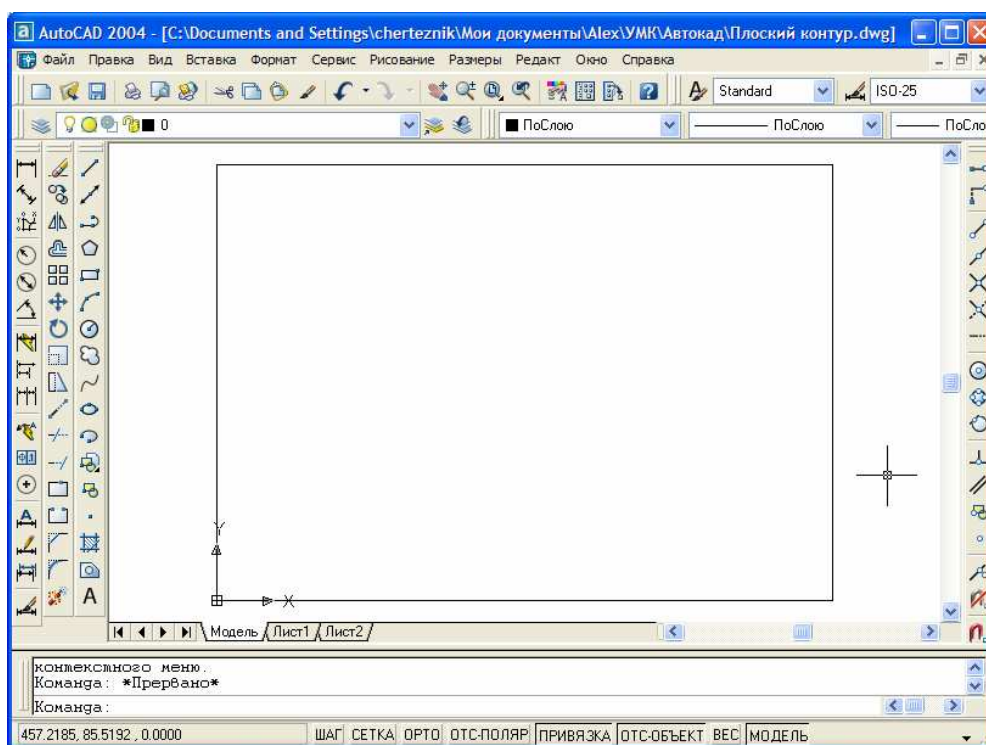 AutoCAD 2004 - [C:\Documents and Settings\cherteznik\Мои документы\Alex\УМК\Автокад\Плоский контур.dwg]
Файл Правка Вид Вставка Формат Сервис Рисование Размеры Редакт Окно Справка
Standard ISO-25
0 ПоСлою ПоСлою ПоСло
Y
X
A
A
Модель Лист1 Лист2
контекстного меню.
Команда: *Прервано*
Команда:
457.2185, 85.5192, 0.0000 ШАГ СЕТКА ОРТО ОТС-ПОЛЯР ПРИВЯЗКА ОТС-ОБЪЕКТ ВЕС МОДЕЛЬ